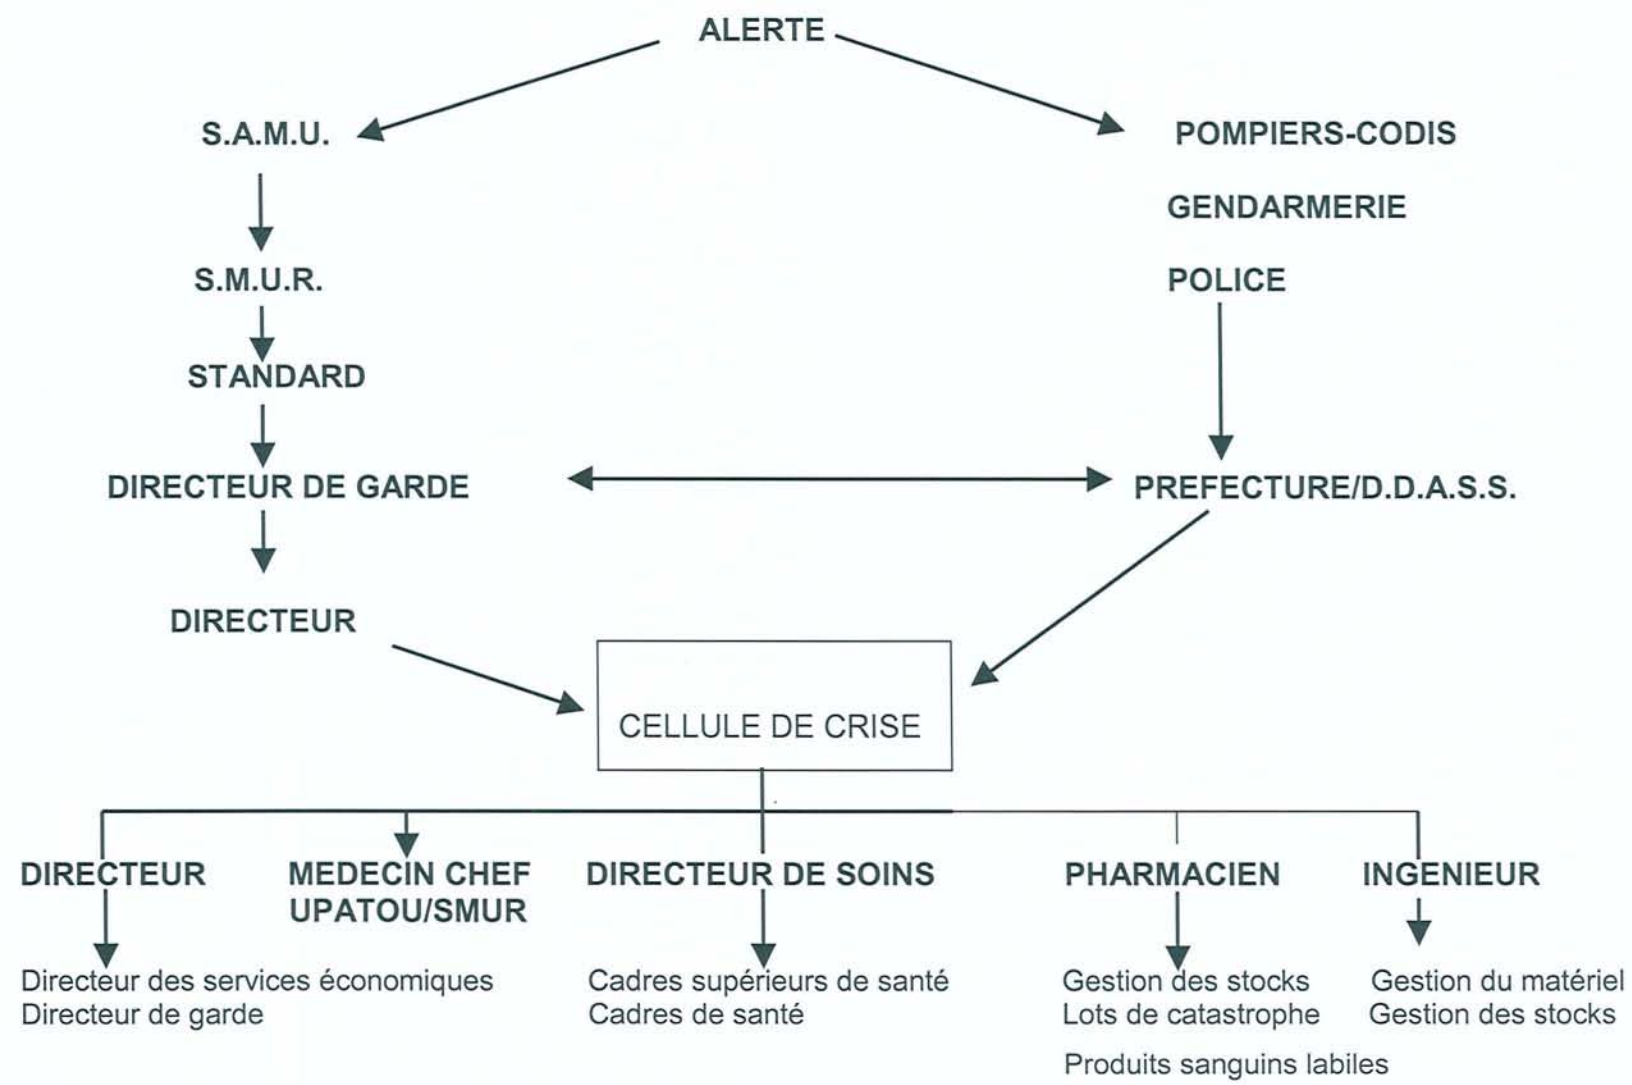 ALERTE
S.A.M.U.
POMPIERS-CODIS
GENDARMERIE
S.M.U.R.
POLICE
STANDARD
DIRECTEUR DE GARDE
PREFECTURE/D.D.A.S.S.
DIRECTEUR
CELLULE DE CRISE
DIRECTEUR
MEDECIN CHEF
UPATOU/SMUR
DIRECTEUR DE SOINS
PHARMACIEN
INGENIEUR
Directeur des services économiques
Directeur de garde
Cadres supérieurs de santé
Cadres de santé
Gestion des stocks
Lots de catastrophe
Produits sanguins labiles
Gestion du matériel
Gestion des stocks